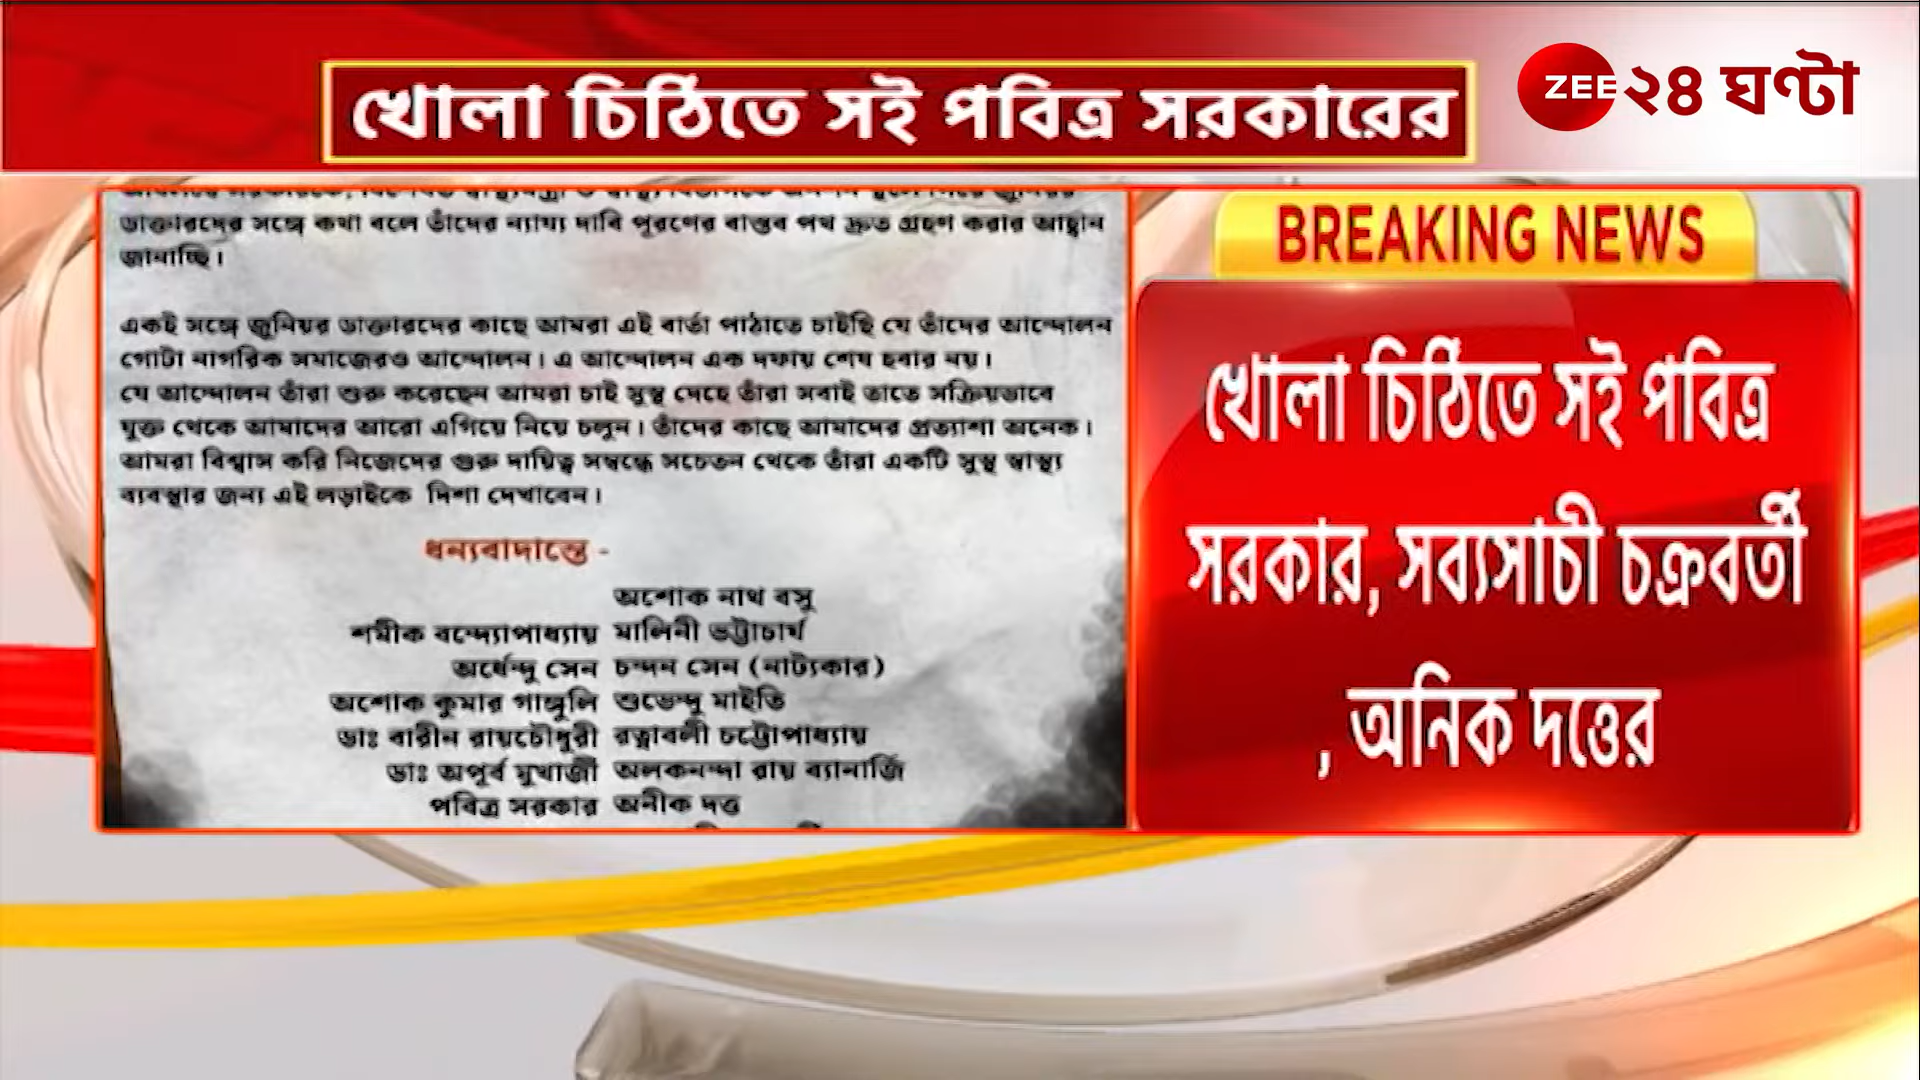 খোলা চিঠিতে সই পবিত্র সরকারের
ZEE ২৪ ঘণ্টা
ডাক্তারদের সঙ্গে কথা বলে তাঁদের ন্যায্য দাবি পূরণের বাস্তব পথ দ্রুত গ্রহণ করার আহ্বান
জানাচ্ছি।
একই সঙ্গে জুনিয়র ডাক্তারদের কাছে আমরা এই বার্তা পাঠাতে চাইছি যে তাঁদের আন্দোলন
গোটা নাগরিক সমাজেরও আন্দোলন। এ আন্দোলন এক দফায় শেষ হবার নয়।
যে আন্দোলন তাঁরা শুরু করেছেন আমরা চাই সুস্থ দেহে তাঁরা সবাই তাতে সক্রিয়ভাবে
যুক্ত থেকে আমাদের আরো এগিয়ে নিয়ে চলুন। তাঁদের কাছে আমাদের প্রত্যাশা অনেক।
আমরা বিশ্বাস করি নিজেদের গুরু দায়িত্ব সম্বন্ধে সচেতন থেকে তাঁরা একটি সুস্থ স্বাস্থ্য
ব্যবস্থার জন্য এই লড়াইকে দিশা দেখাবেন।
ধন্যবাদান্তে -
অশোক নাথ বসু
শমীক বন্দ্যোপাধ্যায় মালিনী ভট্টাচার্য
অর্ধেন্দু সেন চন্দন সেন (নাট্যকার)
অশোক কুমার গাঙ্গুলি শুভেন্দু মাইতি
ডাঃ বারীন রায়চৌধুরী রত্নাবলী চট্টোপাধ্যায়
ডাঃ অপূর্ব মুখার্জী অলকনন্দা রায় ব্যানার্জি
পবিত্র সরকার অনীক দত্ত
BREAKING NEWS
খোলা চিঠিতে সই পবিত্র
সরকার, সব্যসাচী চক্রবর্তী
, অনিক দত্তের